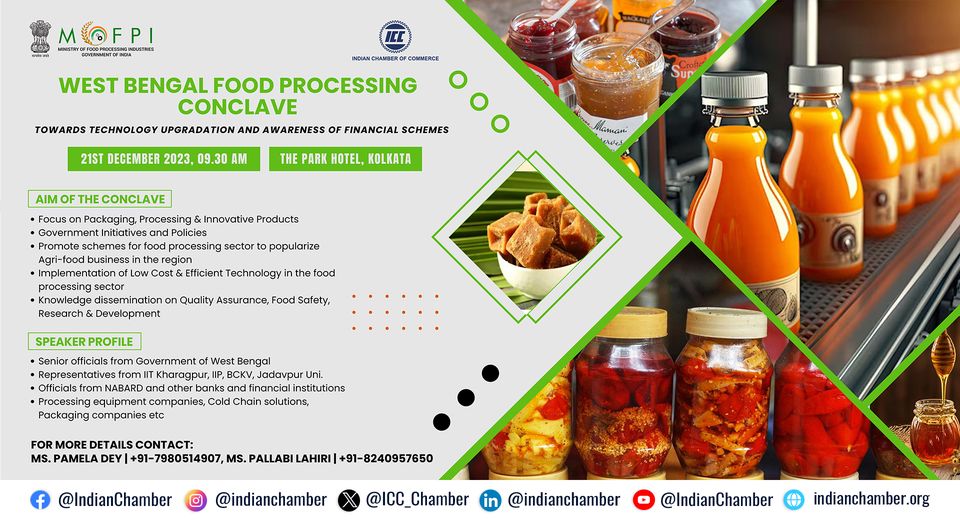 MOFPI
MINISTRY OF FOOD PROCESSING INDUSTRIES
GOVERNMENT OF INDIA
ICC
INDIAN CHAMBER OF COMMERCE
WEST BENGAL FOOD PROCESSING
CONCLAVE
TOWARDS TECHNOLOGY UPGRADATION AND AWARENESS OF FINANCIAL SCHEMES
21ST DECEMBER 2023, 09.30 AM
THE PARK HOTEL, KOLKATA
AIM OF THE CONCLAVE
• Focus on Packaging, Processing & Innovative Products
• Government Initiatives and Policies
• Promote schemes for food processing sector to popularize
Agri-food business in the region
• Implementation of Low Cost & Efficient Technology in the food
processing sector
• Knowledge dissemination on Quality Assurance, Food Safety,
Research & Development
SPEAKER PROFILE
• Senior officials from Government of West Bengal
• Representatives from IIT Kharagpur, IIP, BCKV, Jadavpur Uni.
• Officials from NABARD and other banks and financial institutions
• Processing equipment companies, Cold Chain solutions,
Packaging companies etc
FOR MORE DETAILS CONTACT:
MS. PAMELA DEY | +91-7980514907, MS. PALLABI LAHIRI | +91-8240957650
@IndianChamber
@indianchamber
@ICC_Chamber
@indianchamber
@IndianChamber
indianchamber.org